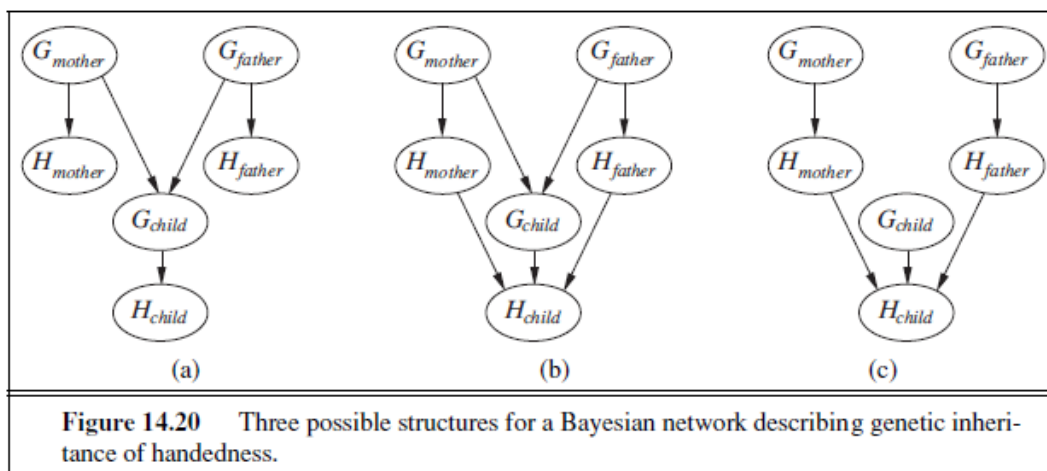 G_mother G_father G_mother G_father G_mother G_father
H_mother H_father H_mother H_father H_mother H_father
G_child G_child G_child
H_child H_child H_child
(a) (b) (c)
Figure 14.20 Three possible structures for a Bayesian network describing genetic inheri-
tance of handedness.